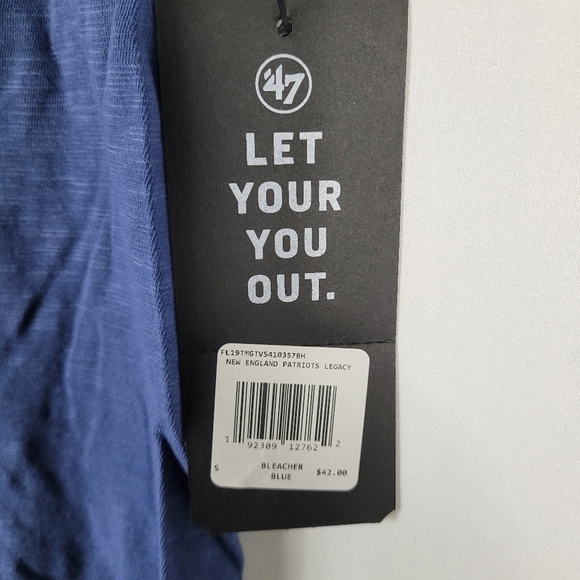 '47
LET
YOUR
YOU
OUT.
FL19TMGTVS410357BH
NEW ENGLAND PATRIOTS LEGACY
1 92309 12762 2
S BLEACHER BLUE $42.00